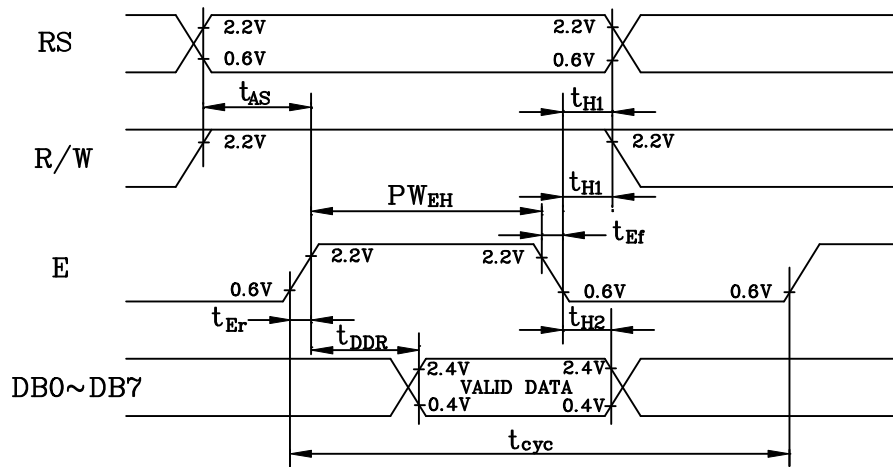 RS 2.2V 2.2V
0.6V 0.6V
tAS tH1
R/W 2.2V 2.2V
PWEH tH1
tEf
E 2.2V 2.2V
0.6V 0.6V 0.6V
tEr tH2
tDDR
DB0~DB7 2.4V VALID DATA 2.4V
0.4V 0.4V
tcyc